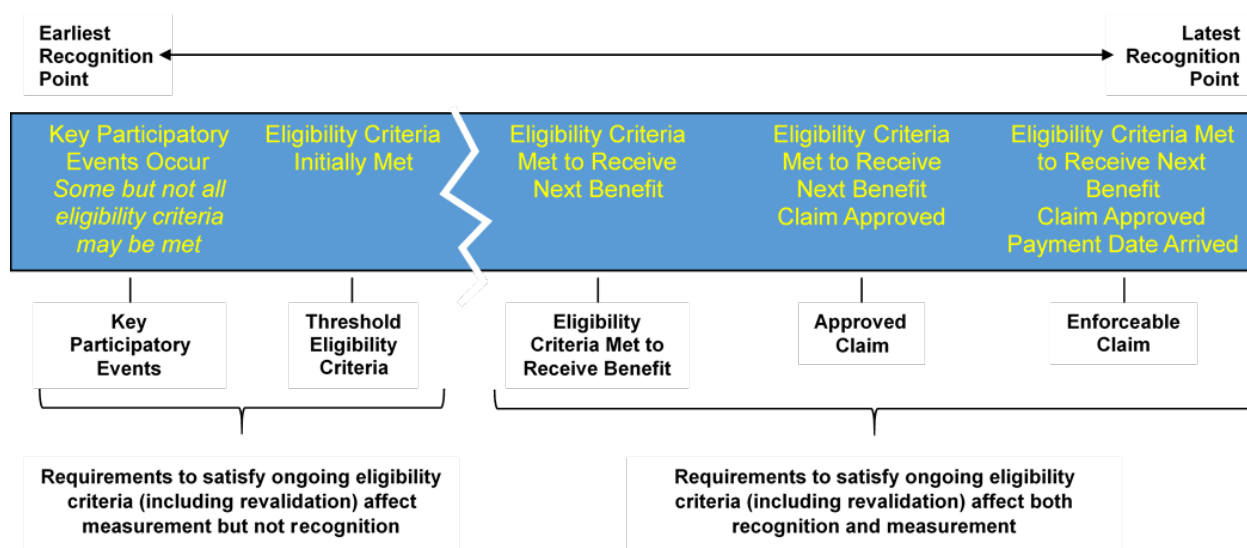 Earliest
Recognition
Point
Latest
Recognition
Point
Key Participatory
Events Occur
Some but not all
eligibility criteria
may be met
Eligibility Criteria
Initially Met
Eligibility Criteria
Met to Receive
Next Benefit
Eligibility Criteria
Met to Receive
Next Benefit
Claim Approved
Eligibility Criteria Met
to Receive Next
Benefit
Claim Approved
Payment Date Arrived
Key
Participatory
Events
Threshold
Eligibility
Criteria
Eligibility
Criteria Met to
Receive Benefit
Approved
Claim
Enforceable
Claim
Requirements to satisfy ongoing eligibility
criteria (including revalidation) affect
measurement but not recognition
Requirements to satisfy ongoing eligibility
criteria (including revalidation) affect both
recognition and measurement